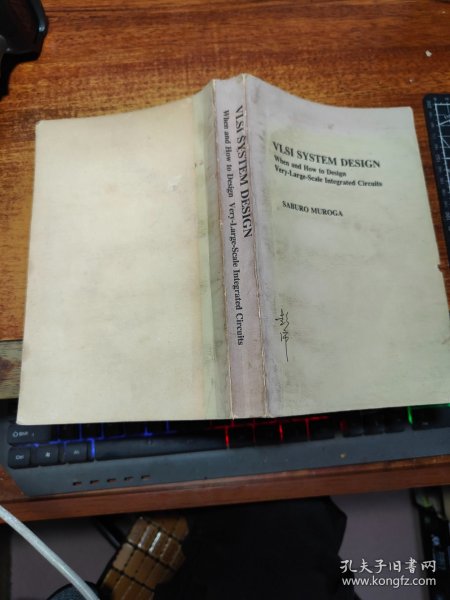 VLSI SYSTEM DESIGN
When and How to Design
Very-Large-Scale Integrated Circuits
SABURO MUROGA
VLSI SYSTEM DESIGN
When and How to Design Very-Large-Scale Integrated Circuits
孔夫子旧书网
www.kongfz.com